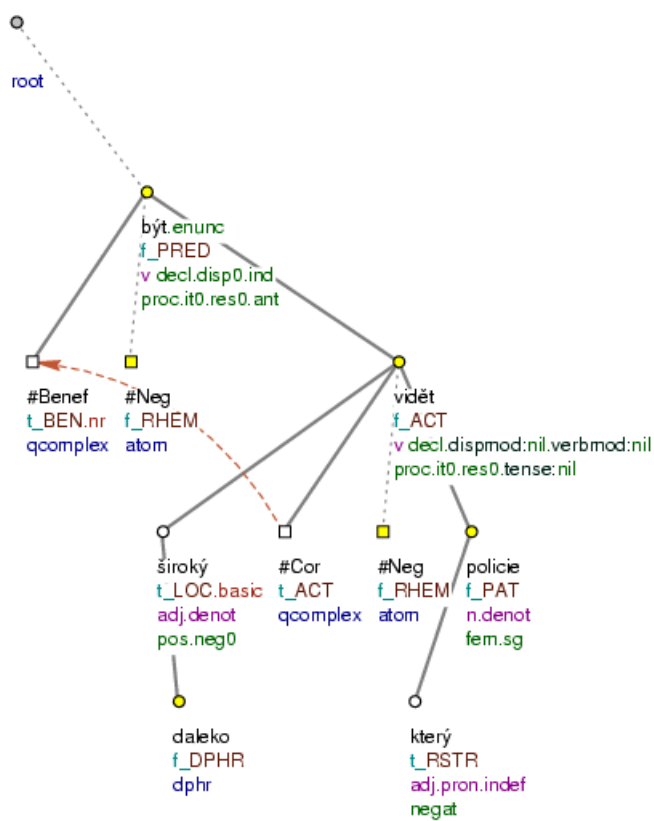 root
být.enunc
f_PRED
v decl.disp0.ind
proc.it0.res0.ant
#Benef
t_BEN.nr
qcomplex
#Neg
f_RHEM
atom
vidět
f_ACT
v decl.dispmod:nil.verbmod:nil
proc.it0.res0.tense:nil
široký
t_LOC.basic
adj.denot
pos.neg0
#Cor
t_ACT
qcomplex
#Neg
f_RHEM
atom
policie
f_PAT
n.denot
fem.sg
daleko
f_DPHR
dphr
který
t_RSTR
adj.pron.indef
negat